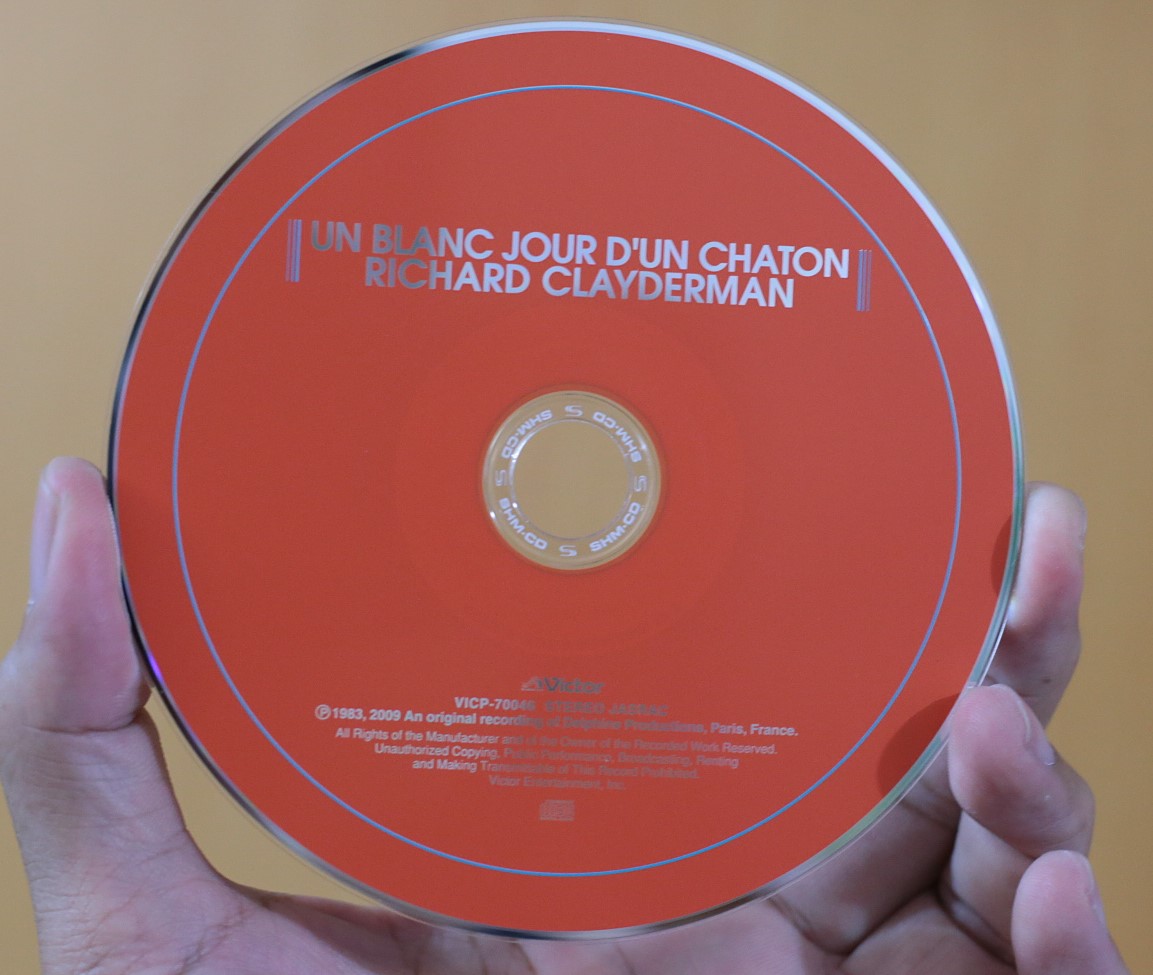 UN BLANC JOUR D'UN CHATON
RICHARD CLAYDERMAN
SHM-CD S SHM-CD S SHM-CD S SHM-CD S
Victor
VICP-70046 STEREO JASRAC
Ⓟ1983, 2009 An original recording of Delphine Productions, Paris, France.
All Rights of the Manufacturer and of the Owner of the Recorded Work Reserved.
Unauthorized Copying, Public Performance, Broadcasting, Renting
and Making Transmittable of This Record Prohibited.
Victor Entertainment, Inc.